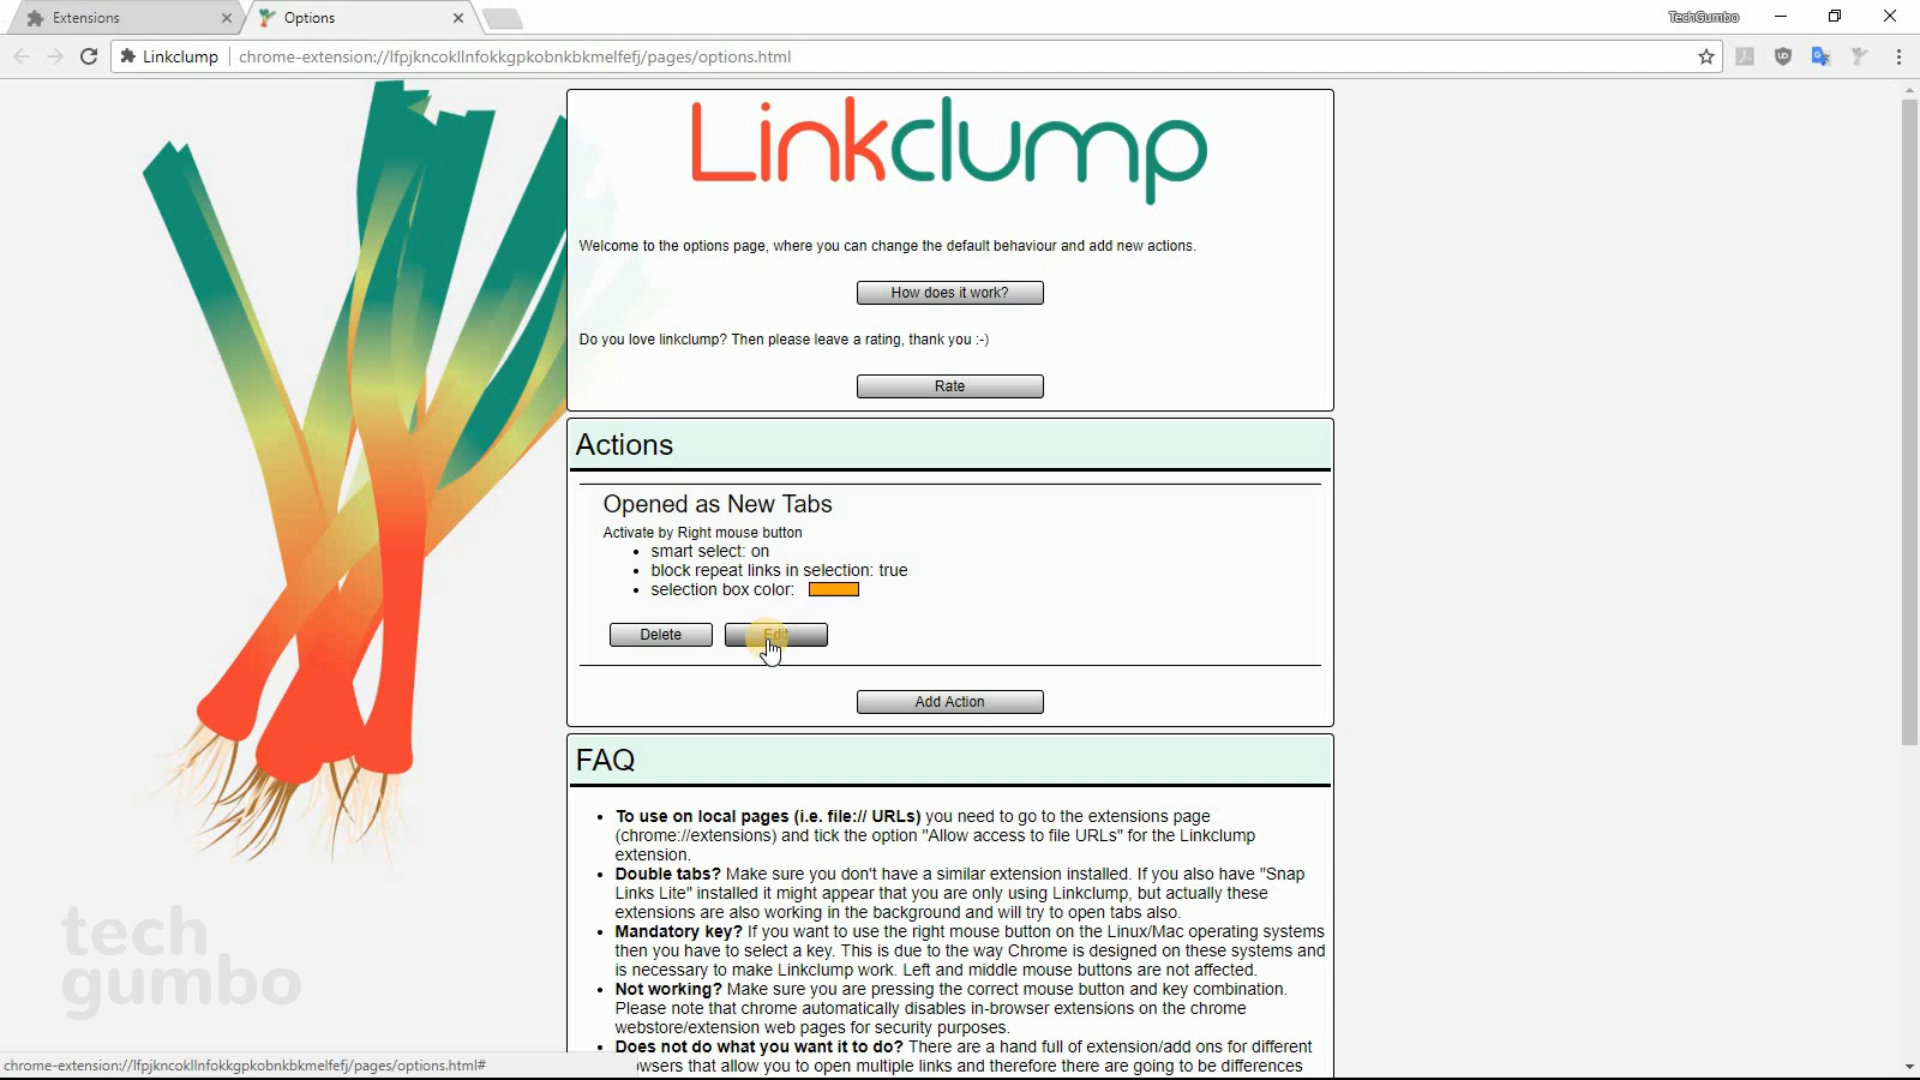 Extensions
Options
TechGumbo
Linkclump
chrome-extension://lfpjkncokllnfokkgpkobnkbkmelfefj/pages/options.html
Linkclump
Welcome to the options page, where you can change the default behaviour and add new actions.
How does it work?
Do you love linkclump? Then please leave a rating, thank you :-)
Rate
Actions
Opened as New Tabs
Activate by Right mouse button
• smart select: on
• block repeat links in selection: true
• selection box color:
Delete
Edit
Add Action
FAQ
• To use on local pages (i.e. file:// URLs) you need to go to the extensions page
(chrome://extensions) and tick the option "Allow access to file URLs" for the Linkclump
extension.
• Double tabs? Make sure you don't have a similar extension installed. If you also have "Snap
Links Lite" installed it might appear that you are only using Linkclump, but actually these
extensions are also working in the background and will try to open tabs also.
• Mandatory key? If you want to use the right mouse button on the Linux/Mac operating systems
then you have to select a key. This is due to the way Chrome is designed on these systems and
is necessary to make Linkclump work. Left and middle mouse buttons are not affected.
• Not working? Make sure you are pressing the correct mouse button and key combination.
Please note that chrome automatically disables in-browser extensions on the chrome
webstore/extension web pages for security purposes.
• Does not do what you want it to do? There are a hand full of extension/add ons for different
wsers that allow you to open multiple links and therefore there are going to be differences
tech
gumbo
chrome-extension://lfpjkncokllnfokkgpkobnkbkmelfefj/pages/options.html#